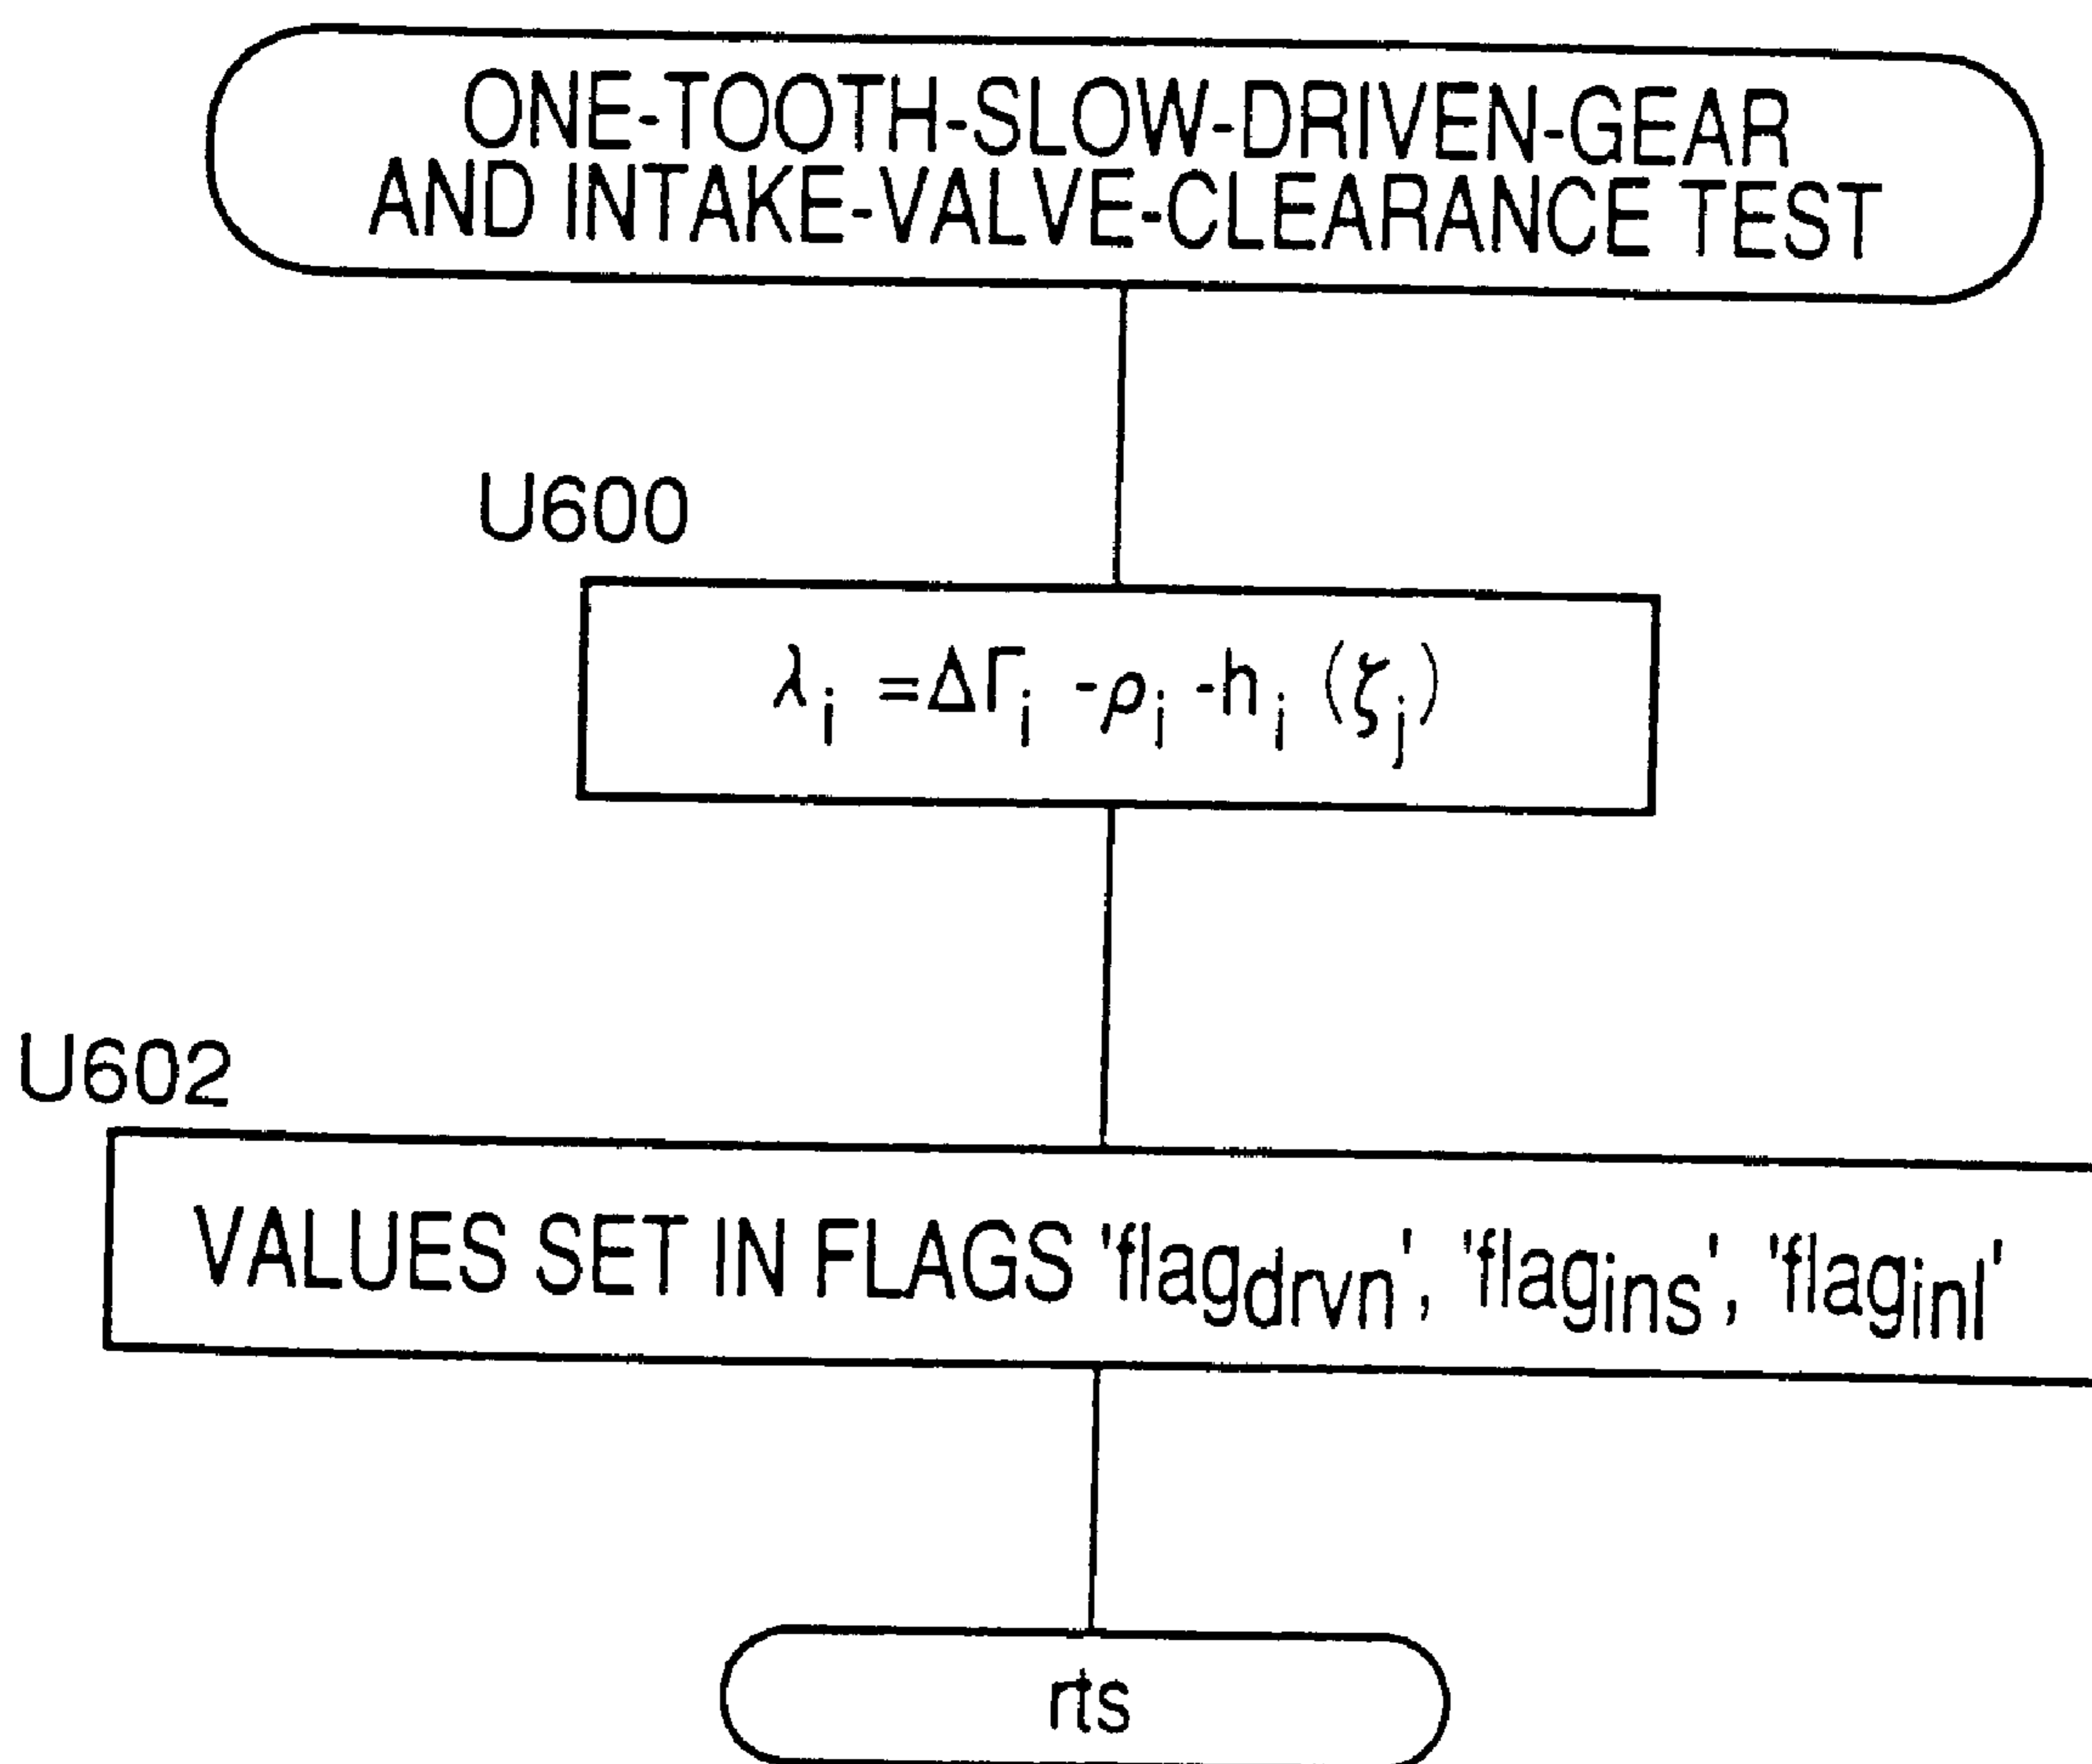 ONE-TOOTH-SLOW-DRIVEN-GEAR
AND INTAKE-VALVE-CLEARANCE TEST
U600
λi =ΔΓi -ρi -hi (ζj)
U602
VALUES SET IN FLAGS 'flagdrvn', 'flagins', 'flaginl'
rts